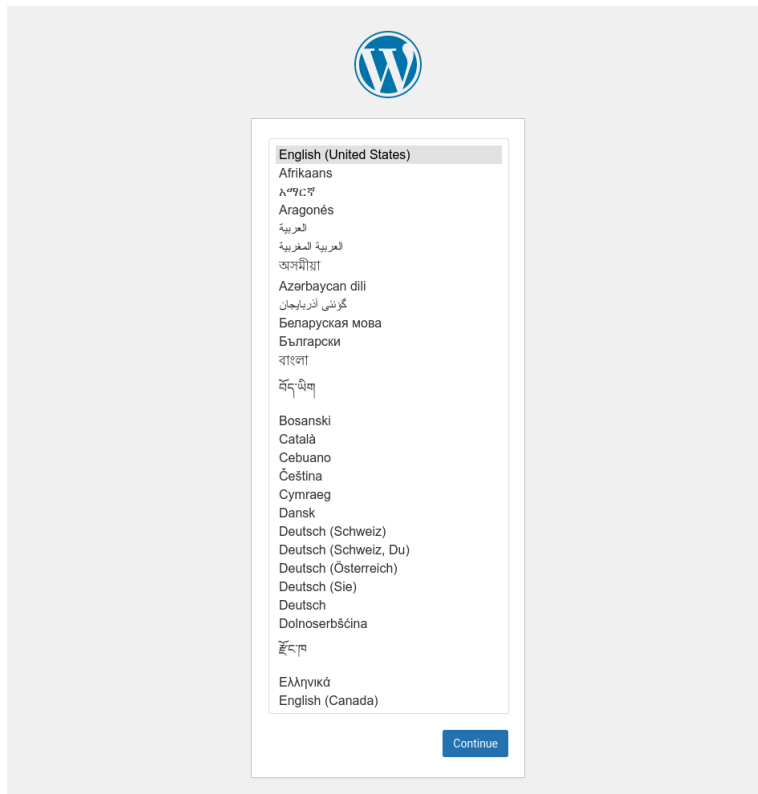 English (United States)
Afrikaans
አማርኛ
Aragonés
العربية
العربية المغربية
অসমীয়া
Azərbaycan dili
گؤنئی آذربایجان
Беларуская мова
Български
বাংলা
བོད་ཡིག
Bosanski
Català
Cebuano
Čeština
Cymraeg
Dansk
Deutsch (Schweiz)
Deutsch (Schweiz, Du)
Deutsch (Österreich)
Deutsch (Sie)
Deutsch
Dolnoserbšćina
རྫོང་ཁ
Ελληνικά
English (Canada)
Continue